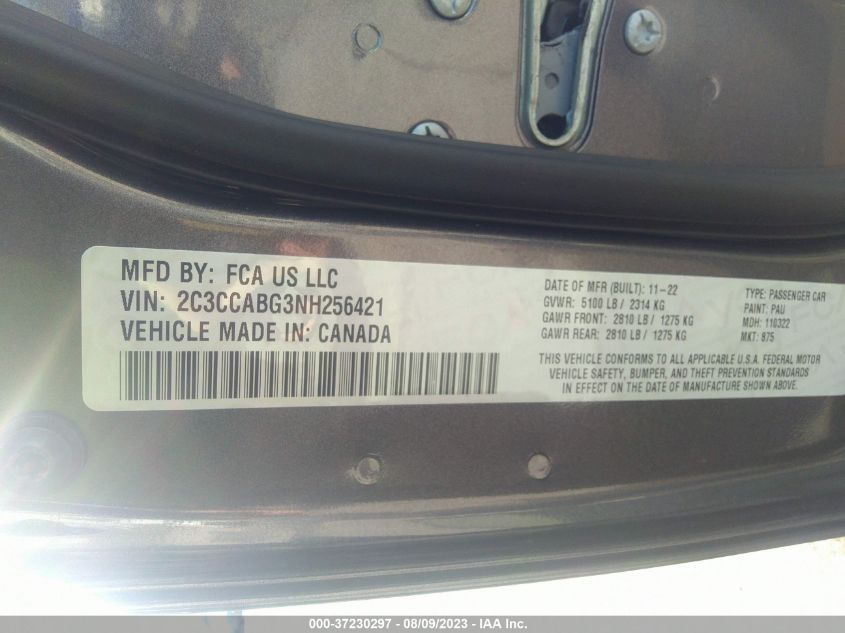 MFD BY: FCA US LLC
VIN: 2C3CCABG3NH256421
VEHICLE MADE IN: CANADA
DATE OF MFR (BUILT): 11-22
GVWR: 5100 LB / 2314 KG
GAWR FRONT: 2810 LB / 1275 KG
GAWR REAR: 2810 LB / 1275 KG
TYPE: PASSENGER CAR
PAINT: PAU
MDH: 110322
MKT: 875
THIS VEHICLE CONFORMS TO ALL APPLICABLE U.S.A. FEDERAL MOTOR
VEHICLE SAFETY, BUMPER, AND THEFT PREVENTION STANDARDS
IN EFFECT ON THE DATE OF MANUFACTURE SHOWN ABOVE.
000-37230297 - 08/09/2023 - IAA Inc.